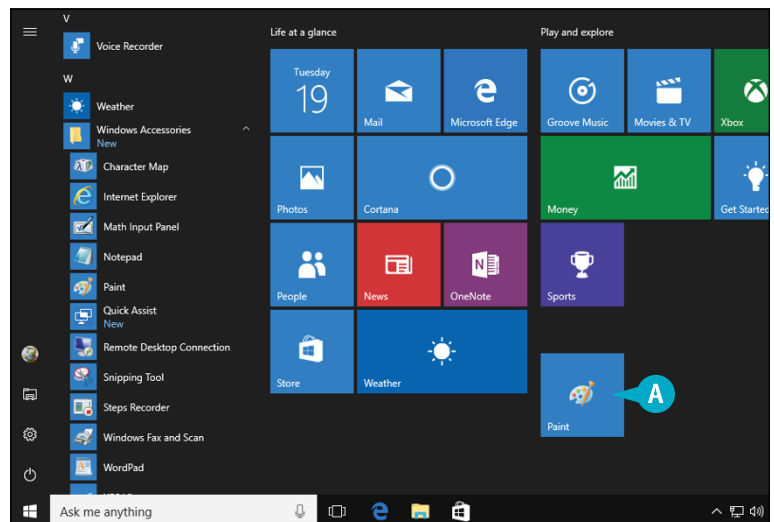 V
Voice Recorder
W
Weather
Windows Accessories
New
Character Map
Internet Explorer
Math Input Panel
Notepad
Paint
Quick Assist
New
Remote Desktop Connection
Snipping Tool
Steps Recorder
Windows Fax and Scan
WordPad
Life at a glance
Tuesday
19
Mail
Microsoft Edge
Photos
Cortana
People
News
N
OneNote
Store
Weather
Play and explore
Groove Music
Movies & TV
Xbox
Money
Get Started
Sports
Paint
A
Ask me anything